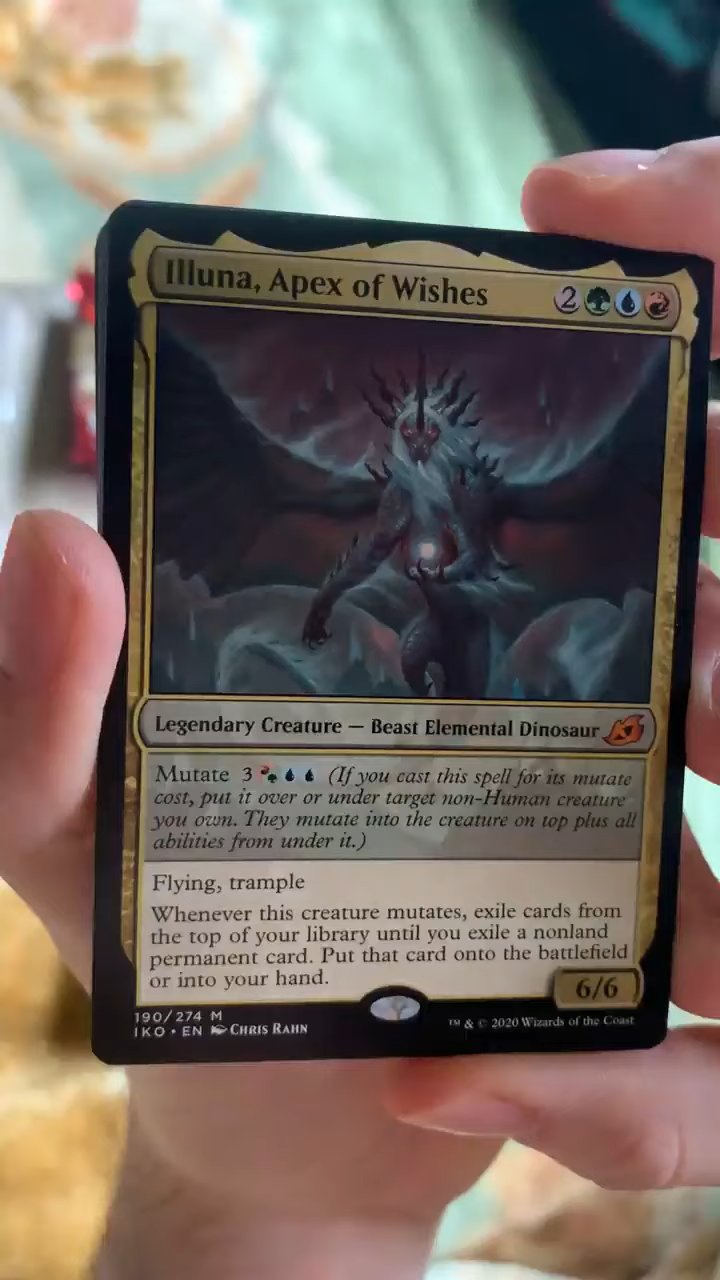 Illuna, Apex of Wishes 2
Legendary Creature — Beast Elemental Dinosaur
Mutate 3 (If you cast this spell for its mutate
cost, put it over or under target non-Human creature
you own. They mutate into the creature on top plus all
abilities from under it.)
Flying, trample
Whenever this creature mutates, exile cards from
the top of your library until you exile a nonland
permanent card. Put that card onto the battlefield
or into your hand.
6/6
190/274 M
IKO • EN CHRIS RAHN
™ & © 2020 Wizards of the Coast